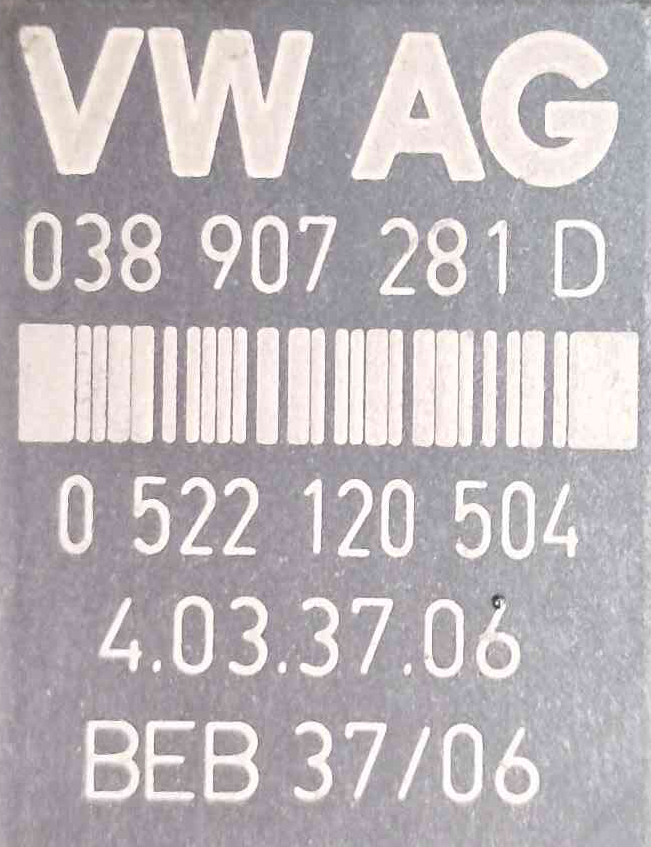 VW AG
038 907 281 D
0 522 120 504
4.03.37.06
BEB 37/06